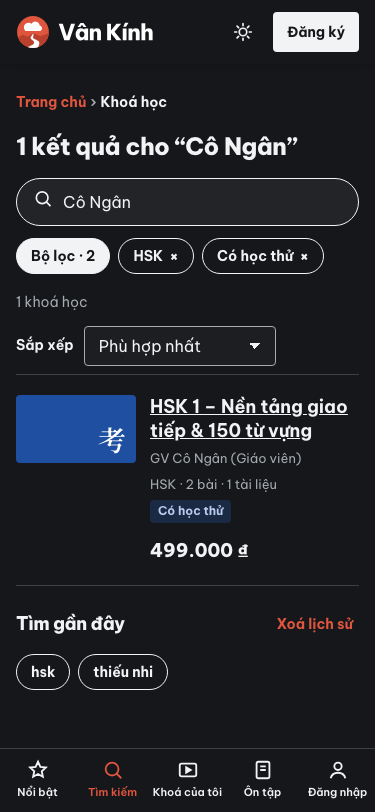 Vân Kính
Đăng ký
Trang chủ › Khoá học
1 kết quả cho “Cô Ngân”
Cô Ngân
Bộ lọc · 2
HSK ×
Có học thử ×
1 khoá học
Sắp xếp
Phù hợp nhất
考
HSK 1 – Nền tảng giao
tiếp & 150 từ vựng
GV Cô Ngân (Giáo viên)
HSK · 2 bài · 1 tài liệu
Có học thử
499.000 ₫
Tìm gần đây
Xoá lịch sử
hsk
thiếu nhi
Nổi bật
Tìm kiếm
Khoá của tôi
Ôn tập
Đăng nhập